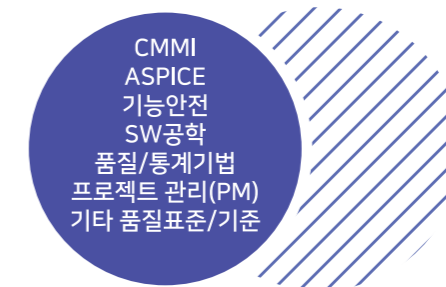 CMMI
ASPICE
기능안전
SW공학
품질/통계기법
프로젝트 관리(PM)
기타 품질표준/기준